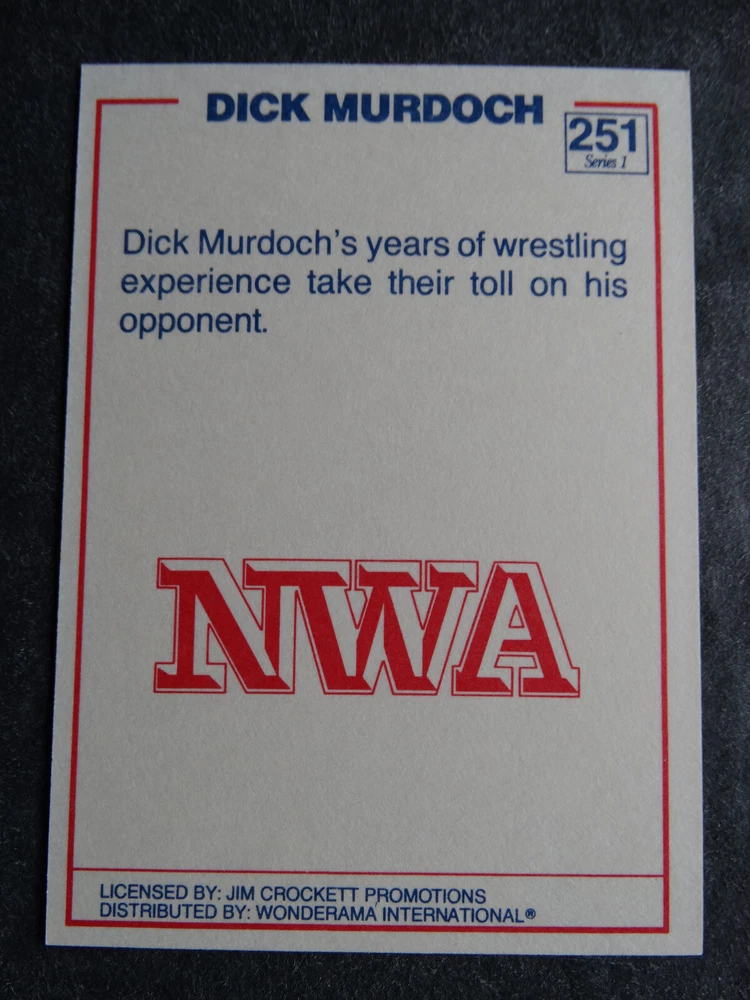 DICK MURDOCH
251
Series 1
Dick Murdoch's years of wrestling
experience take their toll on his
opponent.
NWA
LICENSED BY: JIM CROCKETT PROMOTIONS
DISTRIBUTED BY: WONDERAMA INTERNATIONAL®